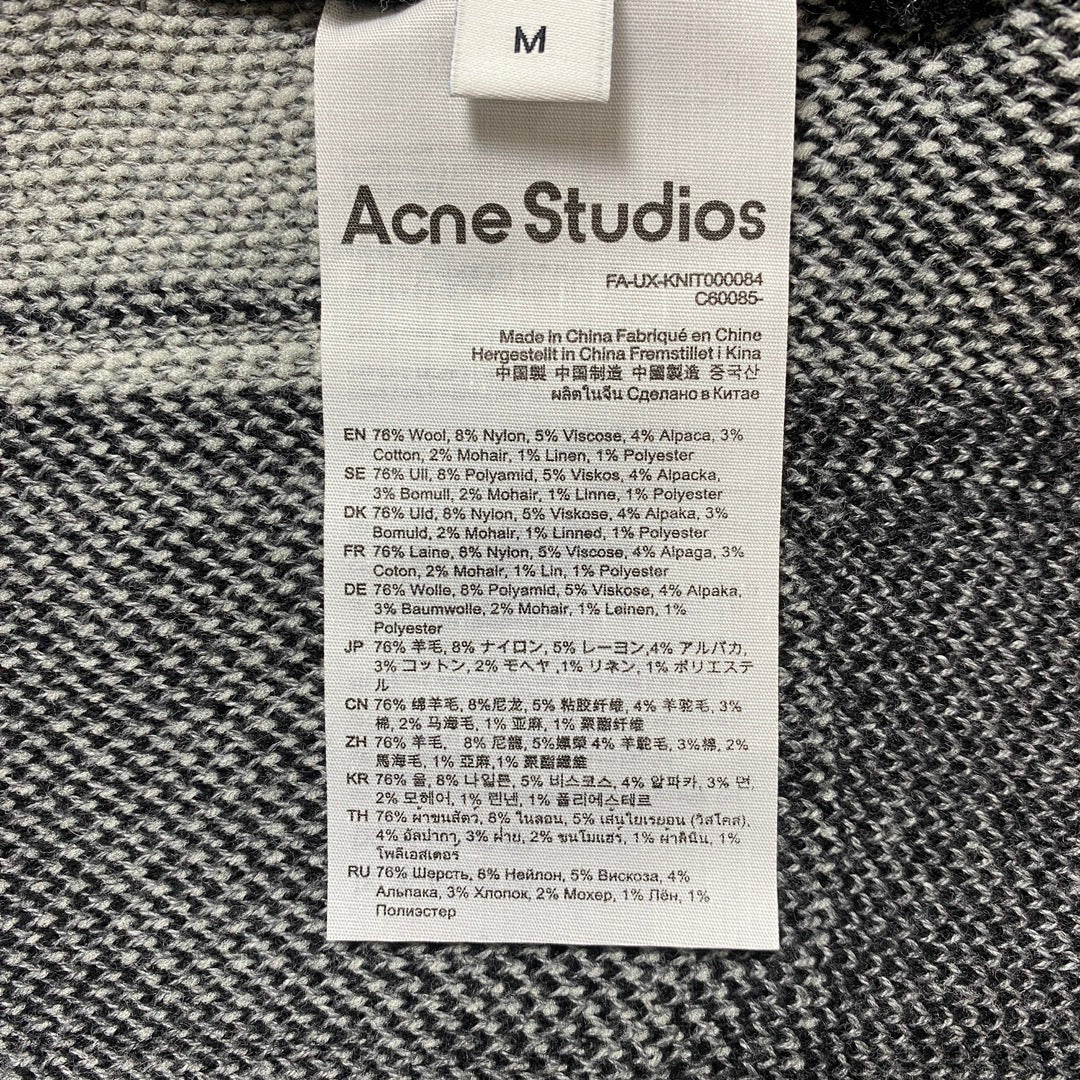 M
Acne Studios
FA-UX-KNIT000084
C60085-
Made in China Fabriqué en Chine
Hergestellt in China Fremstillet i Kina
中国製 中国制造 中國製造 중국산
ผลิตในจีน Сделано в Китае
EN 76% Wool, 8% Nylon, 5% Viscose, 4% Alpaca, 3%
Cotton, 2% Mohair, 1% Linen, 1% Polyester
SE 76% Ull, 8% Polyamid, 5% Viskos, 4% Alpacka,
3% Bomull, 2% Mohair, 1% Linne, 1% Polyester
DK 76% Uld, 8% Nylon, 5% Viskose, 4% Alpaka, 3%
Bomuld, 2% Mohair, 1% Linned, 1% Polyester
FR 76% Laine, 8% Nylon, 5% Viscose, 4% Alpaga, 3%
Coton, 2% Mohair, 1% Lin, 1% Polyester
DE 76% Wolle, 8% Polyamid, 5% Viskose, 4% Alpaka,
3% Baumwolle, 2% Mohair, 1% Leinen, 1%
Polyester
JP 76% 羊毛, 8% ナイロン, 5% レーヨン,4% アルパカ,
3% コットン, 2% モヘヤ ,1% リネン, 1% ポリエステ
ル
CN 76% 绵羊毛, 8%尼龙, 5% 粘胶纤维, 4% 羊驼毛, 3%
棉, 2% 马海毛, 1% 亚麻, 1% 聚酯纤维
ZH 76% 羊毛, 8% 尼龍, 5%嫘縈 4% 羊駝毛, 3%棉, 2%
馬海毛, 1% 亞麻,1% 聚酯纖維
KR 76% 울, 8% 나일론, 5% 비스코스, 4% 알파카, 3% 면,
2% 모헤어, 1% 린넨, 1% 폴리에스테르
TH 76% ผ้าขนสัตว์, 8% ไนลอน, 5% เส้นใยเรยอน (วิสโคส),
4% อัลปากา, 3% ฝ้าย, 2% ขนโมแฮร์, 1% ผ้าลินิน, 1%
โพลีเอสเตอร์
RU 76% Шерсть, 8% Нейлон, 5% Вискоза, 4%
Альпака, 3% Хлопок, 2% Мохер, 1% Лён, 1%
Полиэстер